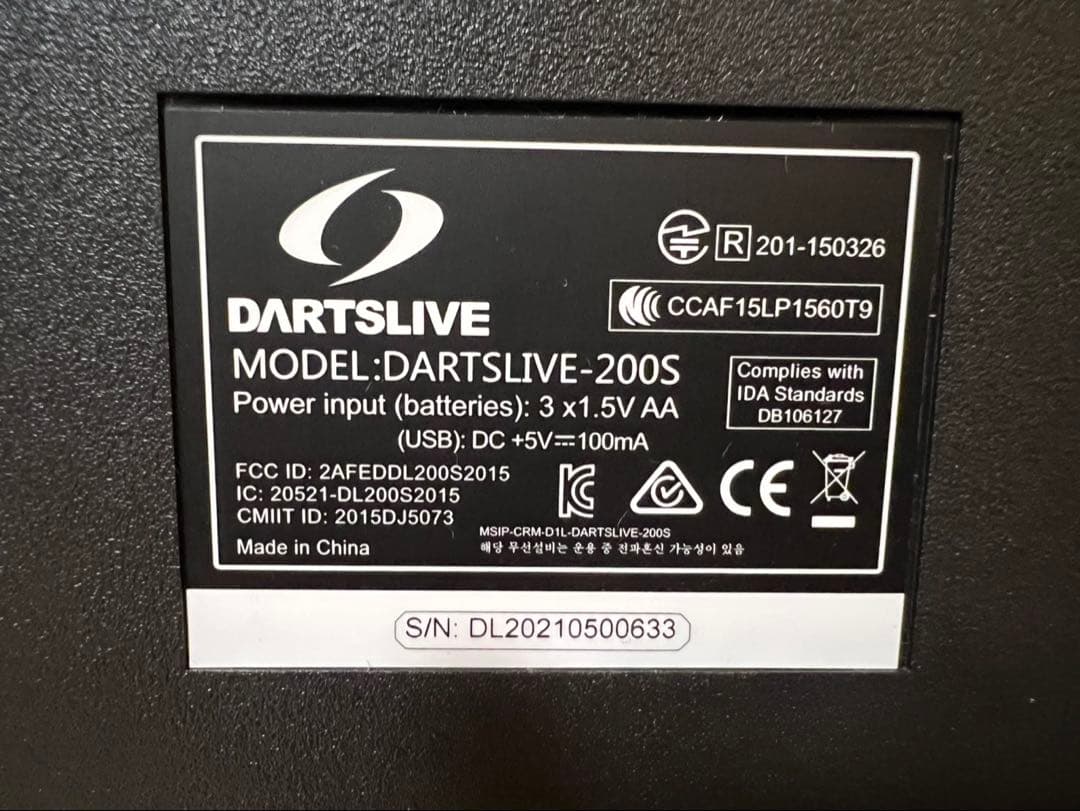 DARTSLIVE
R 201-150326
CCAF15LP1560T9
MODEL:DARTSLIVE-200S
Complies with
IDA Standards
DB106127
Power input (batteries): 3 x1.5V AA
(USB): DC +5V⎓100mA
FCC ID: 2AFEDDL200S2015
IC: 20521-DL200S2015
CMIIT ID: 2015DJ5073
Made in China
CE
MSIP-CRM-D1L-DARTSLIVE-200S
해당 무선설비는 운용 중 전파혼신 가능성이 있음
S/N: DL20210500633